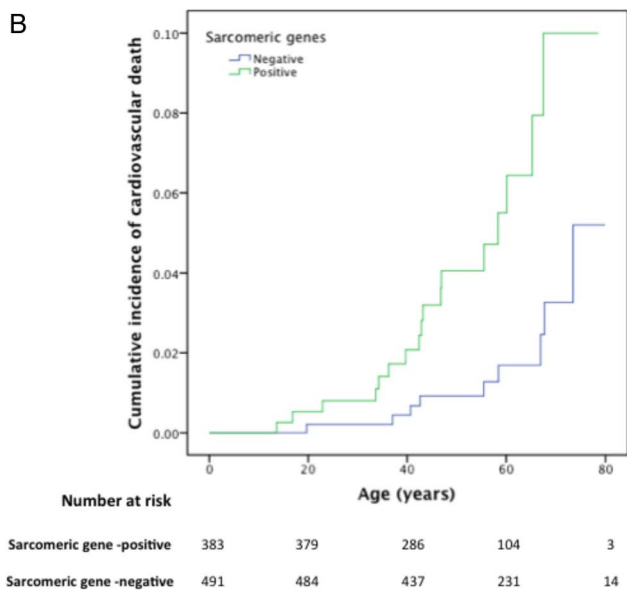 B
Cumulative incidence of cardiovascular death
Sarcomeric genes
Negative
Positive
0.10
0.08
0.06
0.04
0.02
0.00
0 20 40 60 80
Age (years)
Number at risk
Sarcomeric gene -positive 383 379 286 104 3
Sarcomeric gene -negative 491 484 437 231 14